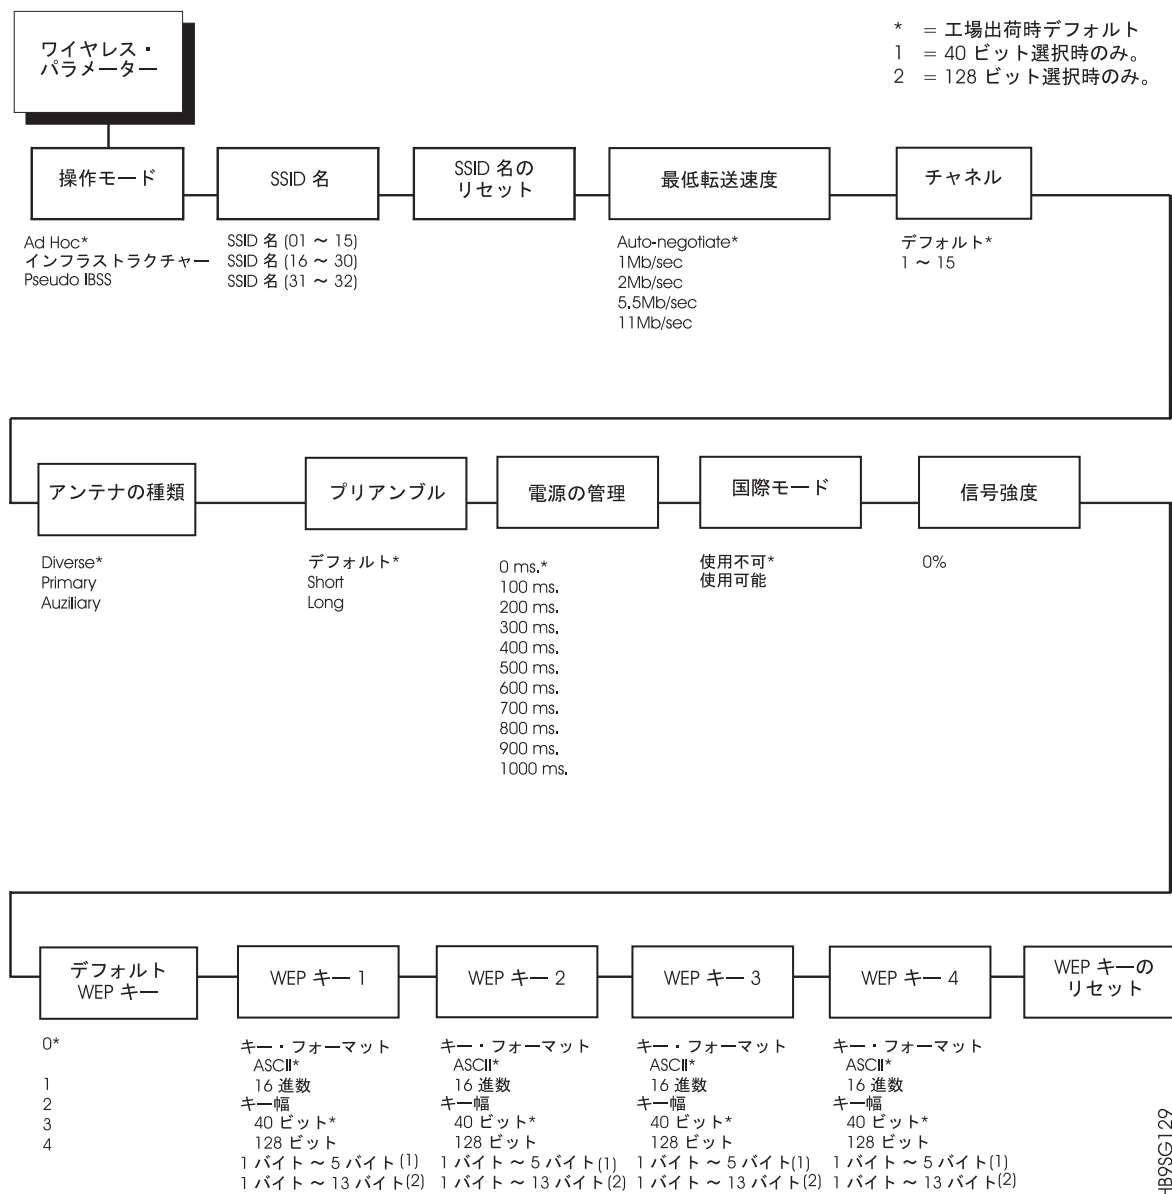 ワイヤレス・
パラメーター
* = 工場出荷時デフォルト
1 = 40 ビット選択時のみ。
2 = 128 ビット選択時のみ。
操作モード
Ad Hoc*
インフラストラクチャー
Pseudo IBSS
SSID 名
SSID 名 (01 ~ 15)
SSID 名 (16 ~ 30)
SSID 名 (31 ~ 32)
SSID 名の
リセット
最低転送速度
Auto-negotiate*
1Mb/sec
2Mb/sec
5.5Mb/sec
11Mb/sec
チャネル
デフォルト*
1 ~ 15
アンテナの種類
Diverse*
Primary
Auziliary
プリアンブル
デフォルト*
Short
Long
電源の管理
0 ms.*
100 ms.
200 ms.
300 ms.
400 ms.
500 ms.
600 ms.
700 ms.
800 ms.
900 ms.
1000 ms.
国際モード
使用不可*
使用可能
信号強度
0%
デフォルト
WEP キー
0*
1
2
3
4
WEP キー 1
キー・フォーマット
ASCII*
16 進数
キー幅
40 ビット*
128 ビット
1 バイト ~ 5 バイト(1)
1 バイト ~ 13 バイト(2)
WEP キー 2
キー・フォーマット
ASCII*
16 進数
キー幅
40 ビット*
128 ビット
1 バイト ~ 5 バイト(1)
1 バイト ~ 13 バイト(2)
WEP キー 3
キー・フォーマット
ASCII*
16 進数
キー幅
40 ビット*
128 ビット
1 バイト ~ 5 バイト(1)
1 バイト ~ 13 バイト(2)
WEP キー 4
キー・フォーマット
ASCII*
16 進数
キー幅
40 ビット*
128 ビット
1 バイト ~ 5 バイト(1)
1 バイト ~ 13 バイト(2)
WEP キーの
リセット
HB9SG129